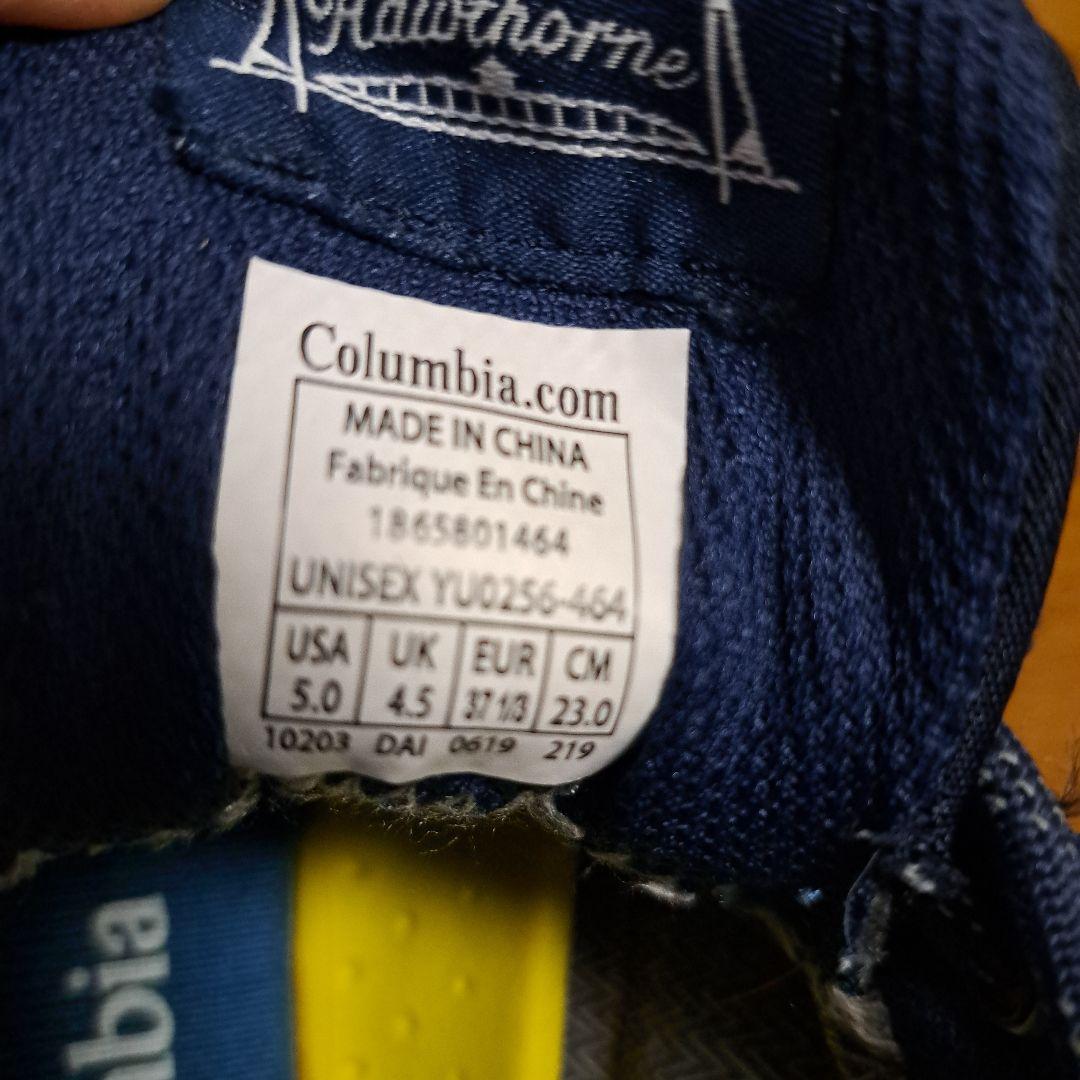 Hawthorne
Columbia.com
MADE IN CHINA
Fabrique En Chine
1865801464
UNISEX YU0256-464
USA UK EUR CM
5.0 4.5 37 1/3 23.0
10203 DAI 0619 219
mbia